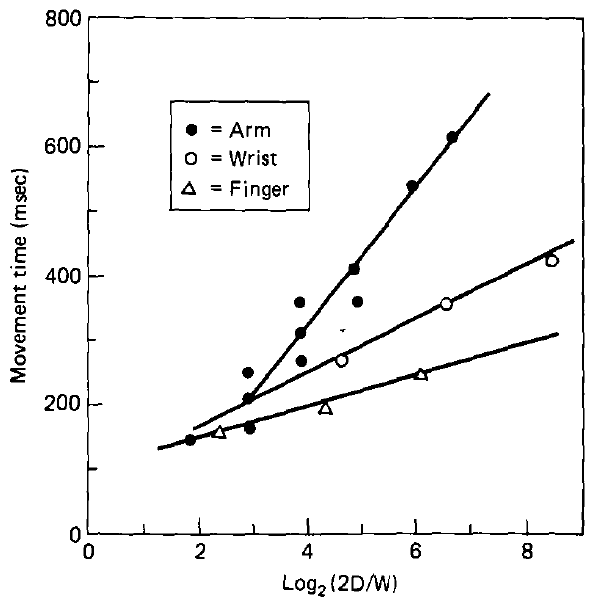 800
600
400
200
0
Movement time (msec)
● = Arm
○ = Wrist
△ = Finger
0 2 4 6 8
Log₂ (2D/W)